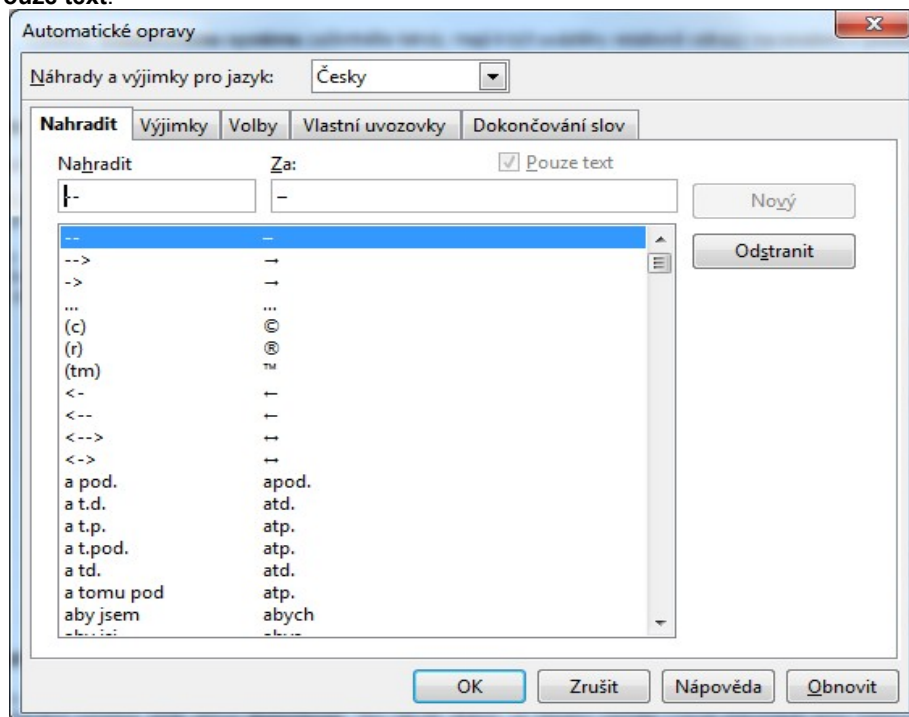 ouze text.
Automatické opravy
Náhrady a výjimky pro jazyk: Česky
Nahradit Výjimky Volby Vlastní uvozovky Dokončování slov
Nahradit Za: Pouze text
-- –
Nový
-- –
Odstranit
--> →
-> →
... ...
(c) ©
(r) ®
(tm) ™
<- ←
<-- ←
<--> ↔
<-> ↔
a pod. apod.
a t.d. atd.
a t.p. atp.
a t.pod. atp.
a td. atd.
a tomu pod atp.
aby jsem abych
OK Zrušit Nápověda Obnovit